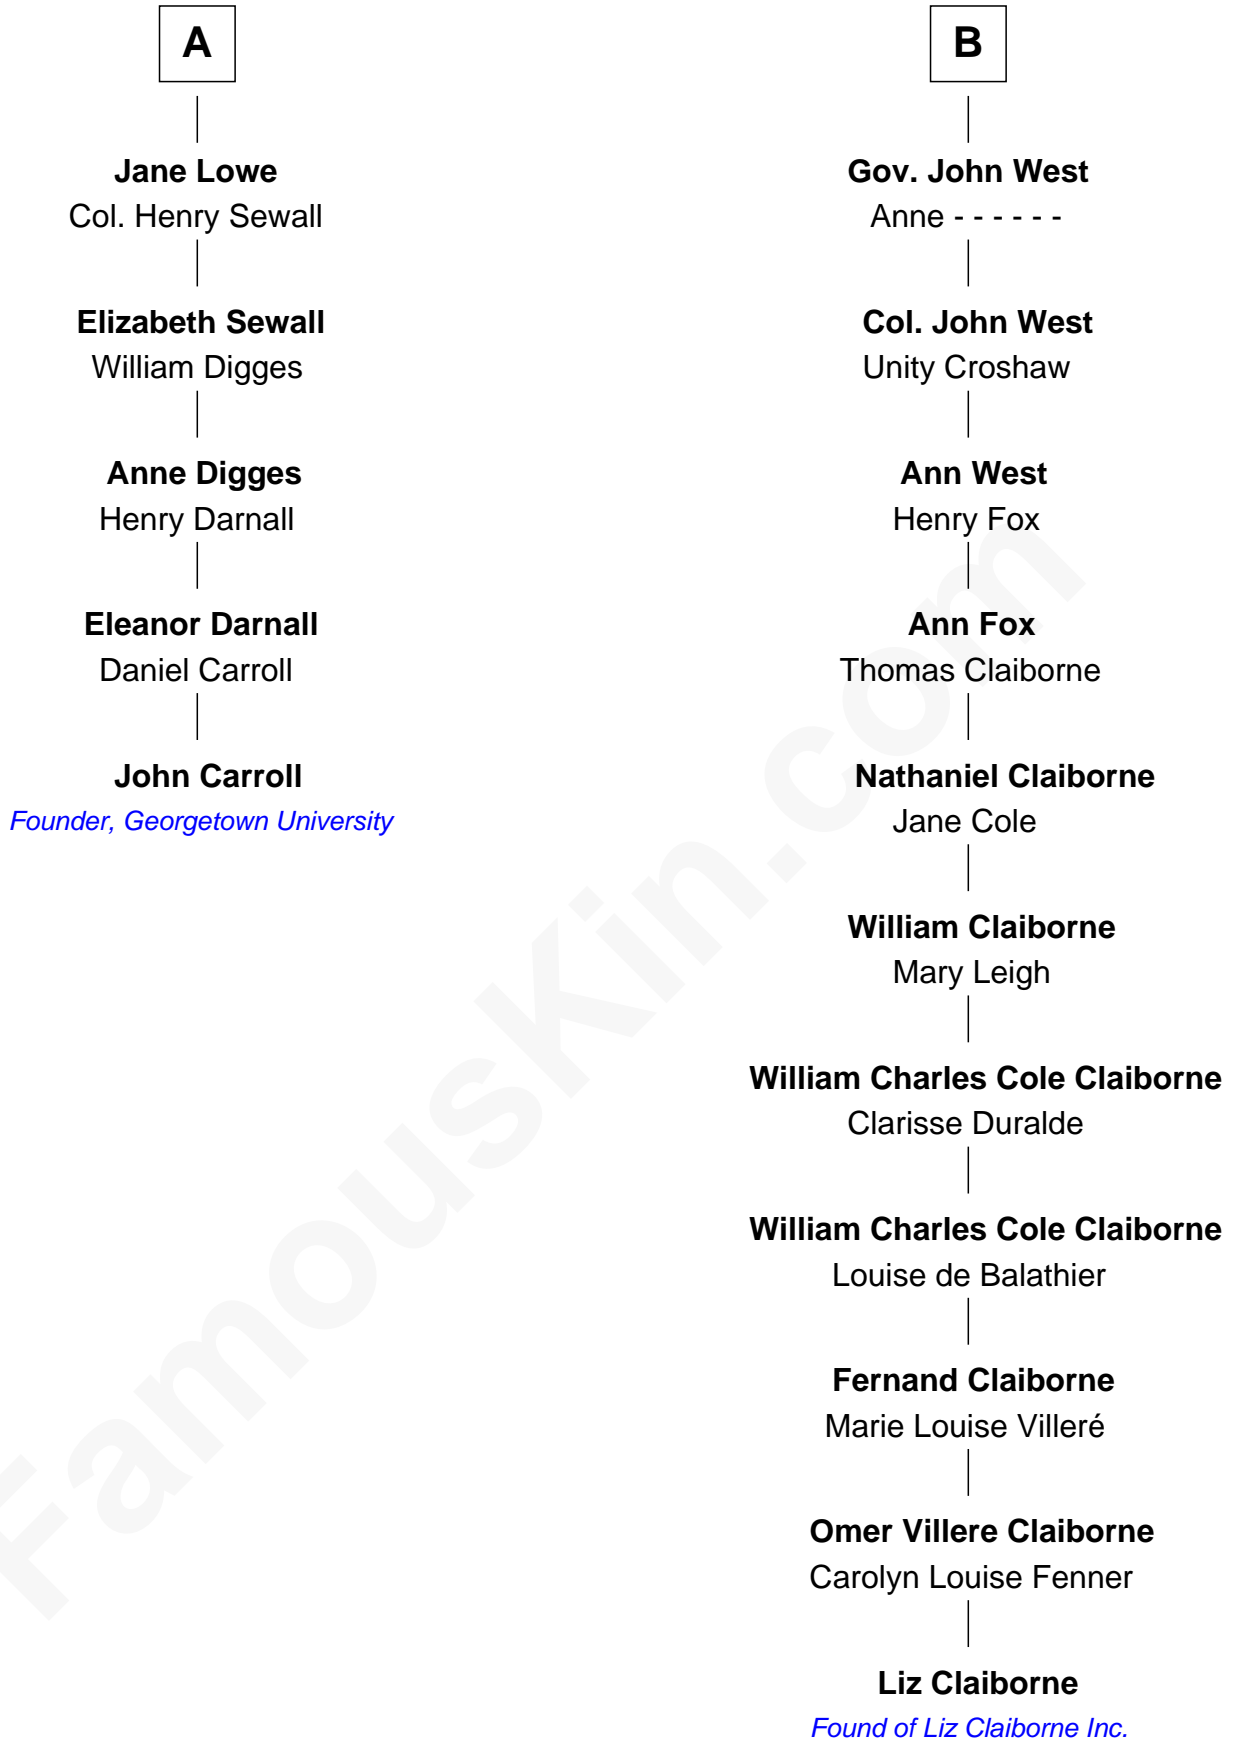 A
Jane Lowe
Col. Henry Sewall
Elizabeth Sewall
William Digges
Anne Digges
Henry Darnall
Eleanor Darnall
Daniel Carroll
John Carroll
Founder, Georgetown University
B
Gov. John West
Anne - - - - - -
Col. John West
Unity Croshaw
Ann West
Henry Fox
Ann Fox
Thomas Claiborne
Nathaniel Claiborne
Jane Cole
William Claiborne
Mary Leigh
William Charles Cole Claiborne
Clarisse Duralde
William Charles Cole Claiborne
Louise de Balathier
Fernand Claiborne
Marie Louise Villeré
Omer Villere Claiborne
Carolyn Louise Fenner
Liz Claiborne
Found of Liz Claiborne Inc.
FamousKin.com